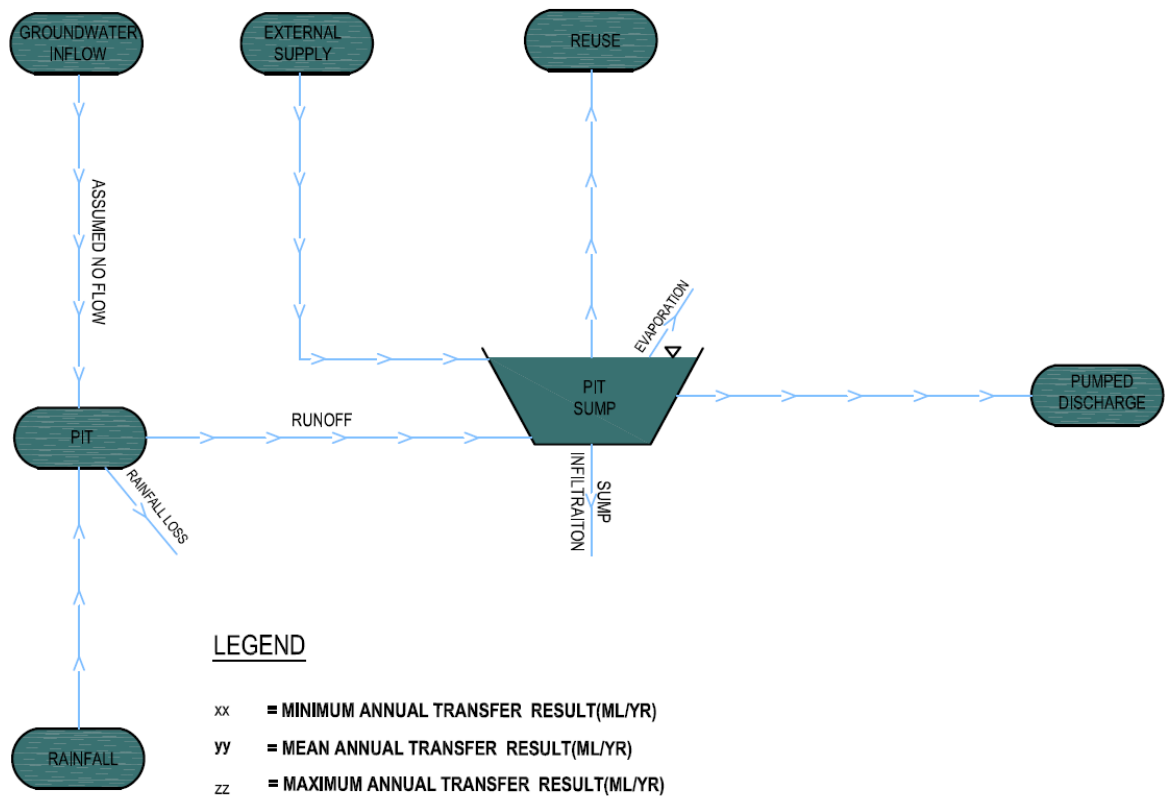 GROUNDWATER
INFLOW
EXTERNAL
SUPPLY
REUSE
ASSUMED NO FLOW
EVAPORATION
PIT
SUMP
PUMPED
DISCHARGE
RUNOFF
PIT
RAINFALL LOSS
SUMP
INFILTRAITON
RAINFALL
LEGEND
xx = MINIMUM ANNUAL TRANSFER RESULT(ML/YR)
yy = MEAN ANNUAL TRANSFER RESULT(ML/YR)
zz = MAXIMUM ANNUAL TRANSFER RESULT(ML/YR)